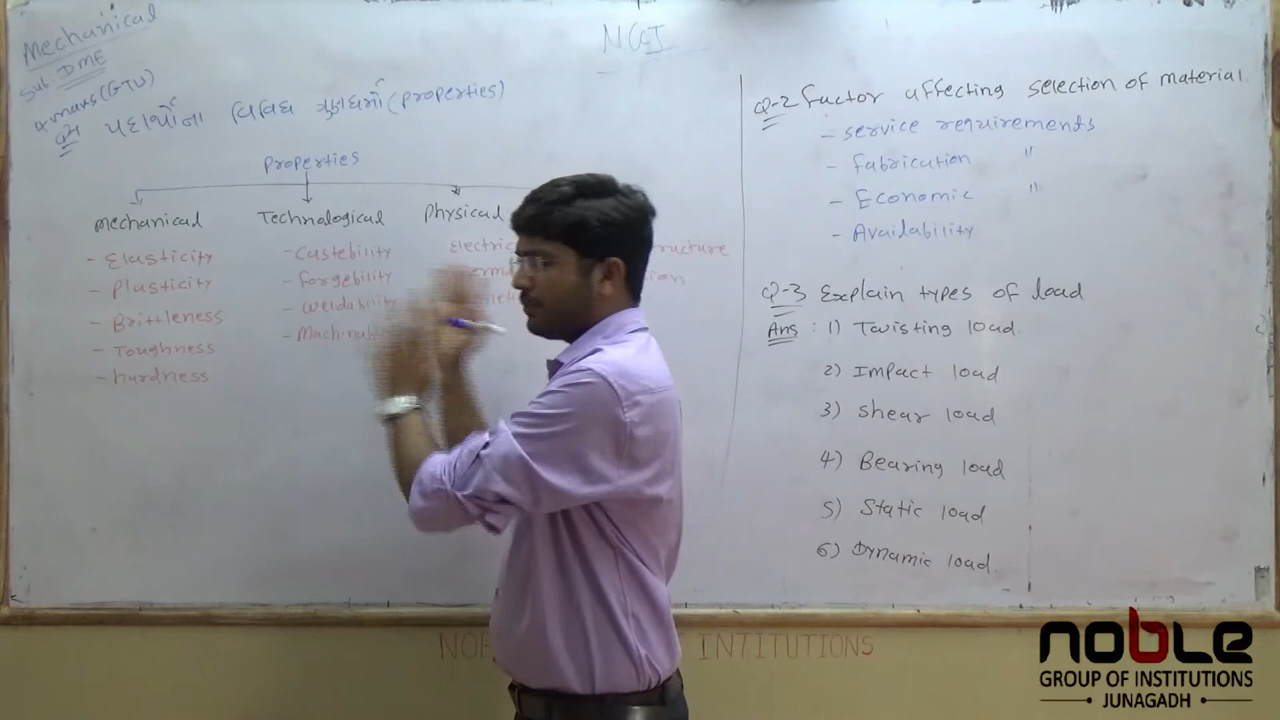 Mechanical
Sub DME
NGI
4 marks (GTU)
પદાર્થોના વિવિધ ગુણધર્મો (Properties)
Properties
Mechanical Technological Physical
- Elasticity
- Plasticity
- Brittleness
- Toughness
- hardness
- Castebility
- Forgebility
- Weldability
ructure
Q-2 Factor affecting selection of material
- Service requirements
- Fabrication "
- Economic "
- Availability
Q-3 Explain types of load
Ans : 1) Twisting load
2) Impact load
3) Shear load
4) Bearing load
5) Static load
6) Dynamic load
INTITUTIONS
noble
GROUP OF INSTITUTIONS
JUNAGADH